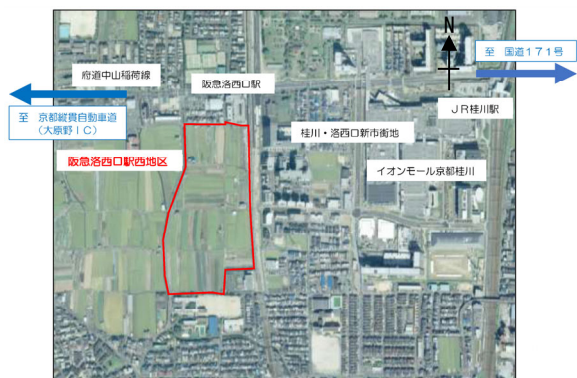 N
至 国道171号
府道中山稲荷線
阪急洛西口駅
JR桂川駅
至 京都縦貫自動車道
(大原野IC)
桂川・洛西口新市街地
阪急洛西口駅西地区
イオンモール京都桂川